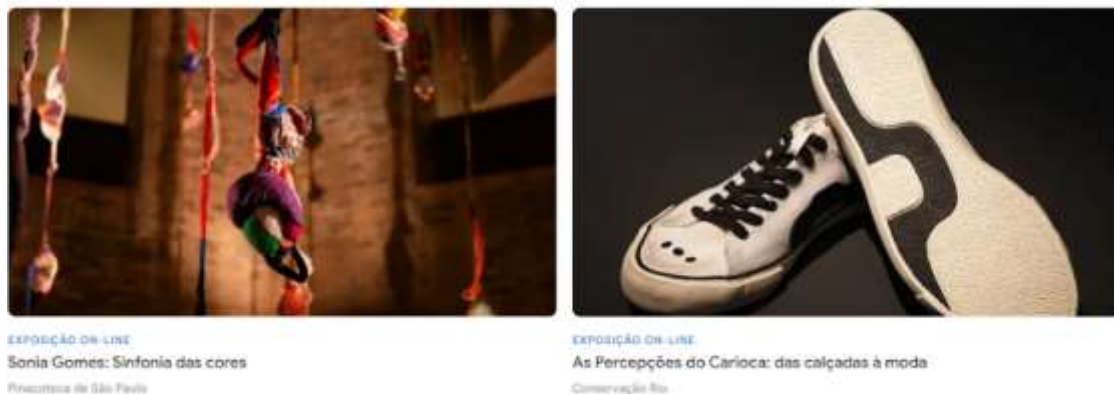 EXPOSIÇÃO ON-LINE
Sonia Gomes: Sinfonia das cores
Pinacoteca de São Paulo
EXPOSIÇÃO ON-LINE
As Percepções do Carioca: das calçadas à moda
Conservação Rio